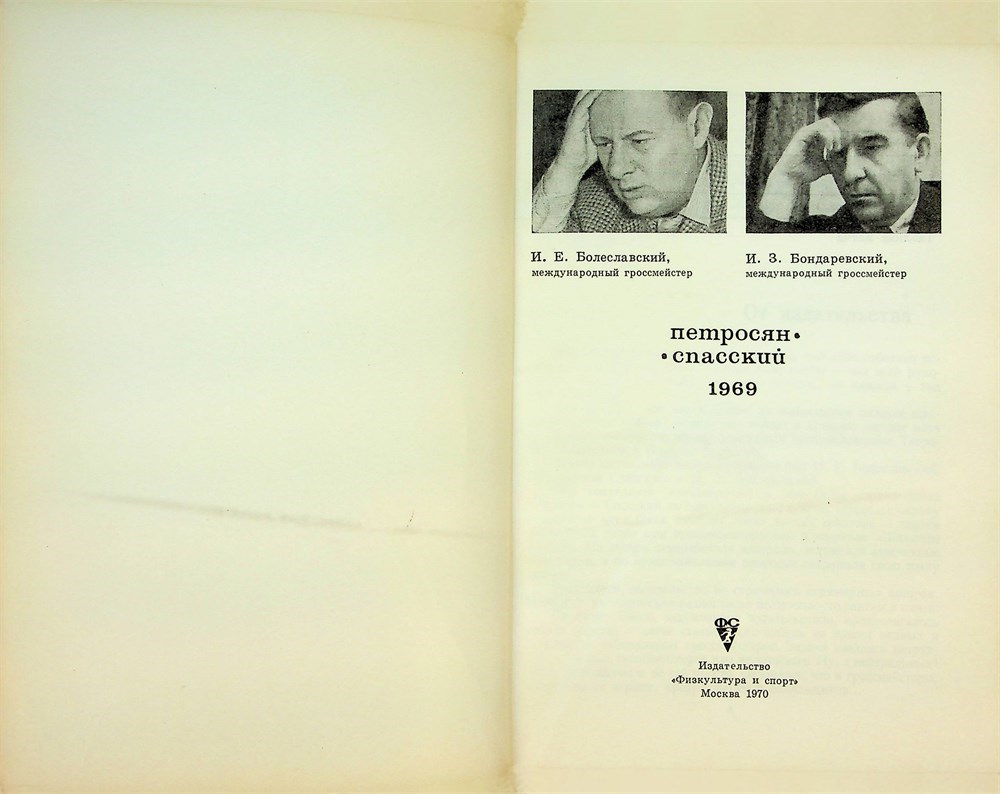 И. Е. Болеславский,
международный гроссмейстер
И. З. Бондаревский,
международный гроссмейстер
петросян•
•спасский
1969
ФС
Издательство
«Физкультура и спорт»
Москва 1970